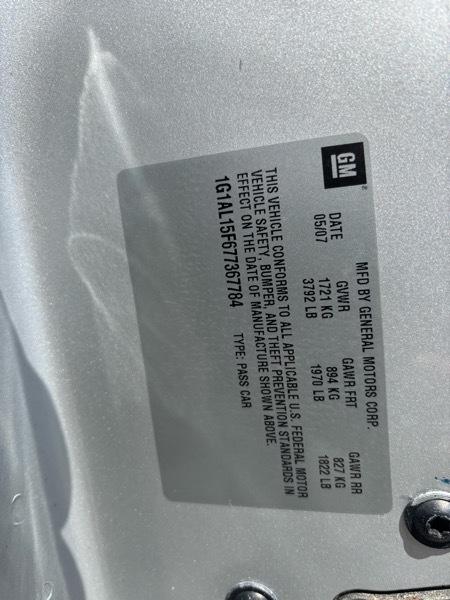 GM®
MFD BY GENERAL MOTORS CORP.
DATE GVWR GAWR FRT GAWR RR
05/07 1721 KG 894 KG 827 KG
3792 LB 1970 LB 1822 LB
THIS VEHICLE CONFORMS TO ALL APPLICABLE U.S. FEDERAL MOTOR
VEHICLE SAFETY, BUMPER, AND THEFT PREVENTION STANDARDS IN
EFFECT ON THE DATE OF MANUFACTURE SHOWN ABOVE.
1G1AL15F677367784 TYPE: PASS CAR